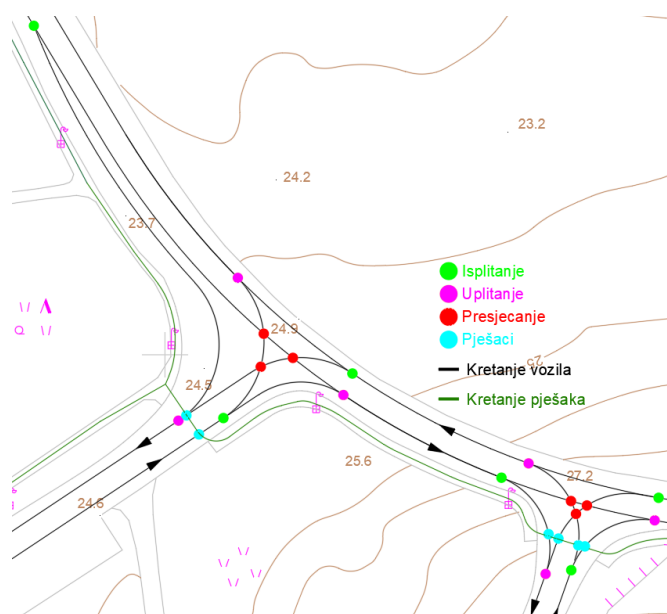 23.2
24.2
23.7
Isplitanje
Uplitanje
24.9
Presjecanje
Pješaci
25
Kretanje vozila
24.5
Kretanje pješaka
25.6
27.2
24.6